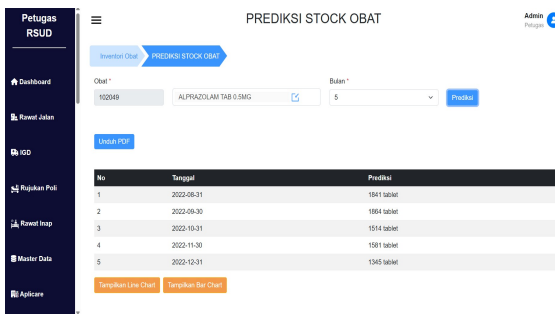 Petugas
RSUD
PREDIKSI STOCK OBAT
Admin
Petugas
Inventori Obat
PREDIKSI STOCK OBAT
Dashboard
Rawat Jalan
IGD
Rujukan Poli
Rawat Inap
Master Data
Aplicare
Obat *
Bulan *
102049
ALPRAZOLAM TAB 0.5MG
5
Prediksi
Unduh PDF
No Tanggal Prediksi
1 2022-08-31 1841 tablet
2 2022-09-30 1864 tablet
3 2022-10-31 1514 tablet
4 2022-11-30 1581 tablet
5 2022-12-31 1345 tablet
Tampilkan Line Chart
Tampilkan Bar Chart